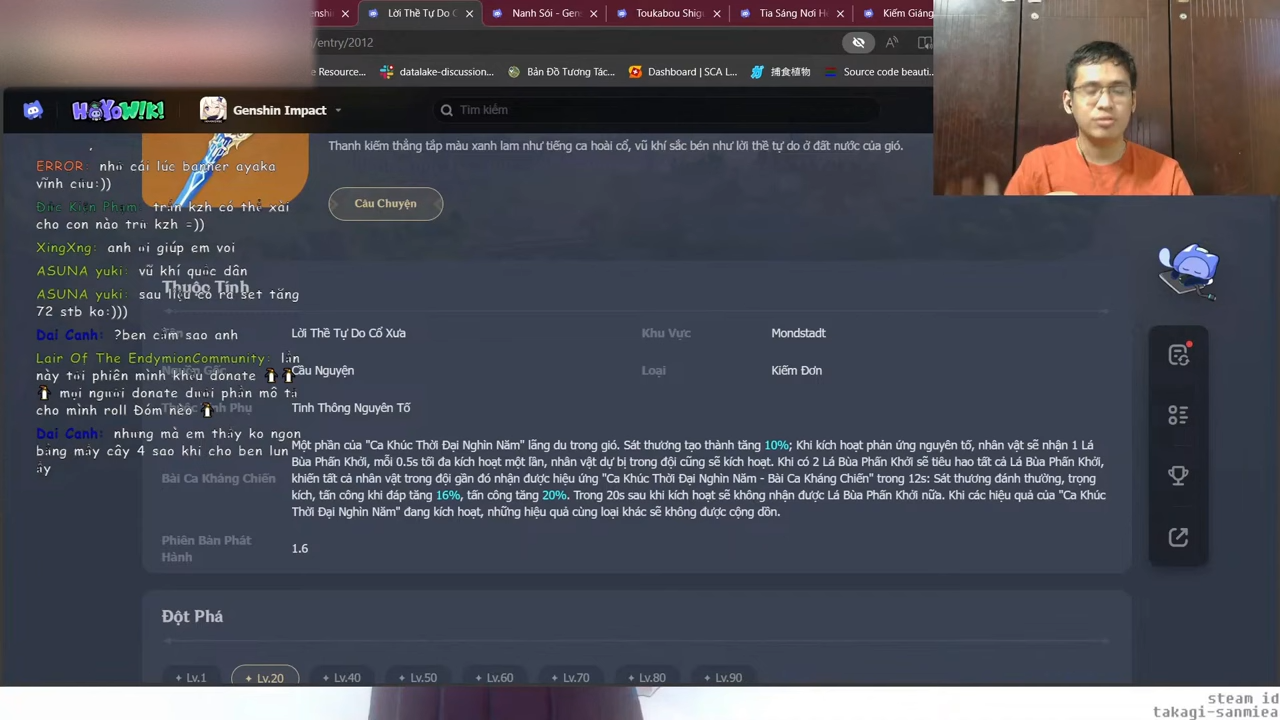 enshin
Lời Thề Tự Do C
Nanh Sói - Gen
Toukabou Shig
Tia Sáng Nơi H
Kiếm Giáng
/entry/2012
Resource...
datalake-discussion...
Bản Đồ Tương Tác...
Dashboard | SCA L...
捕食植物
Source code beauti...
HoYoWiki
Genshin Impact
Tìm kiếm
Thanh kiếm thẳng tắp màu xanh lam như tiếng ca hoài cổ, vũ khí sắc bén như lời thề tự do ở đất nước của gió.
Câu Chuyện
ERROR: nhớ cái lúc banner ayaka
vĩnh cửu:))
Đức Kiên Phạm: trấn kzh có thể xài
cho con nào trừ kzh =))
XingXng: anh ơi giúp em với
ASUNA yuki: vũ khí quốc dân
ASUNA yuki: sau liệu có ra set tăng
72 stb ko:)))
Dai Canh: ?ben cầm sao anh
Lair Of The EndymionCommunity: lần
này tới phiên mình khều donate
mọi người donate dưới phần mô tả
cho mình roll Đóm nèo
Dai Canh: nhưng mà em thấy ko ngon
bằng mấy cây 4 sao khi cho ben lun
ấy
Thuộc Tính
Tên
Lời Thề Tự Do Cổ Xưa
Khu Vực
Mondstadt
Nguồn Gốc
Cầu Nguyện
Loại
Kiếm Đơn
Thuộc Tính Phụ
Tinh Thông Nguyên Tố
Bài Ca Kháng Chiến
Một phần của "Ca Khúc Thời Đại Nghìn Năm" lãng du trong gió. Sát thương tạo thành tăng 10%; Khi kích hoạt phản ứng nguyên tố, nhân vật sẽ nhận 1 Lá
Bùa Phấn Khởi, mỗi 0.5s tối đa kích hoạt một lần, nhân vật dự bị trong đội cũng sẽ kích hoạt. Khi có 2 Lá Bùa Phấn Khởi sẽ tiêu hao tất cả Lá Bùa Phấn Khởi,
khiến tất cả nhân vật trong đội gần đó nhận được hiệu ứng "Ca Khúc Thời Đại Nghìn Năm - Bài Ca Kháng Chiến" trong 12s: Sát thương đánh thường, trọng
kích, tấn công khi đáp tăng 16%, tấn công tăng 20%. Trong 20s sau khi kích hoạt sẽ không nhận được Lá Bùa Phấn Khởi nữa. Khi các hiệu quả của "Ca Khúc
Thời Đại Nghìn Năm" đang kích hoạt, những hiệu quả cùng loại khác sẽ không được cộng dồn.
Phiên Bản Phát
Hành
1.6
Đột Phá
Lv.1
Lv.20
Lv.40
Lv.50
Lv.60
Lv.70
Lv.80
Lv.90
steam id
takagi-sanmiea